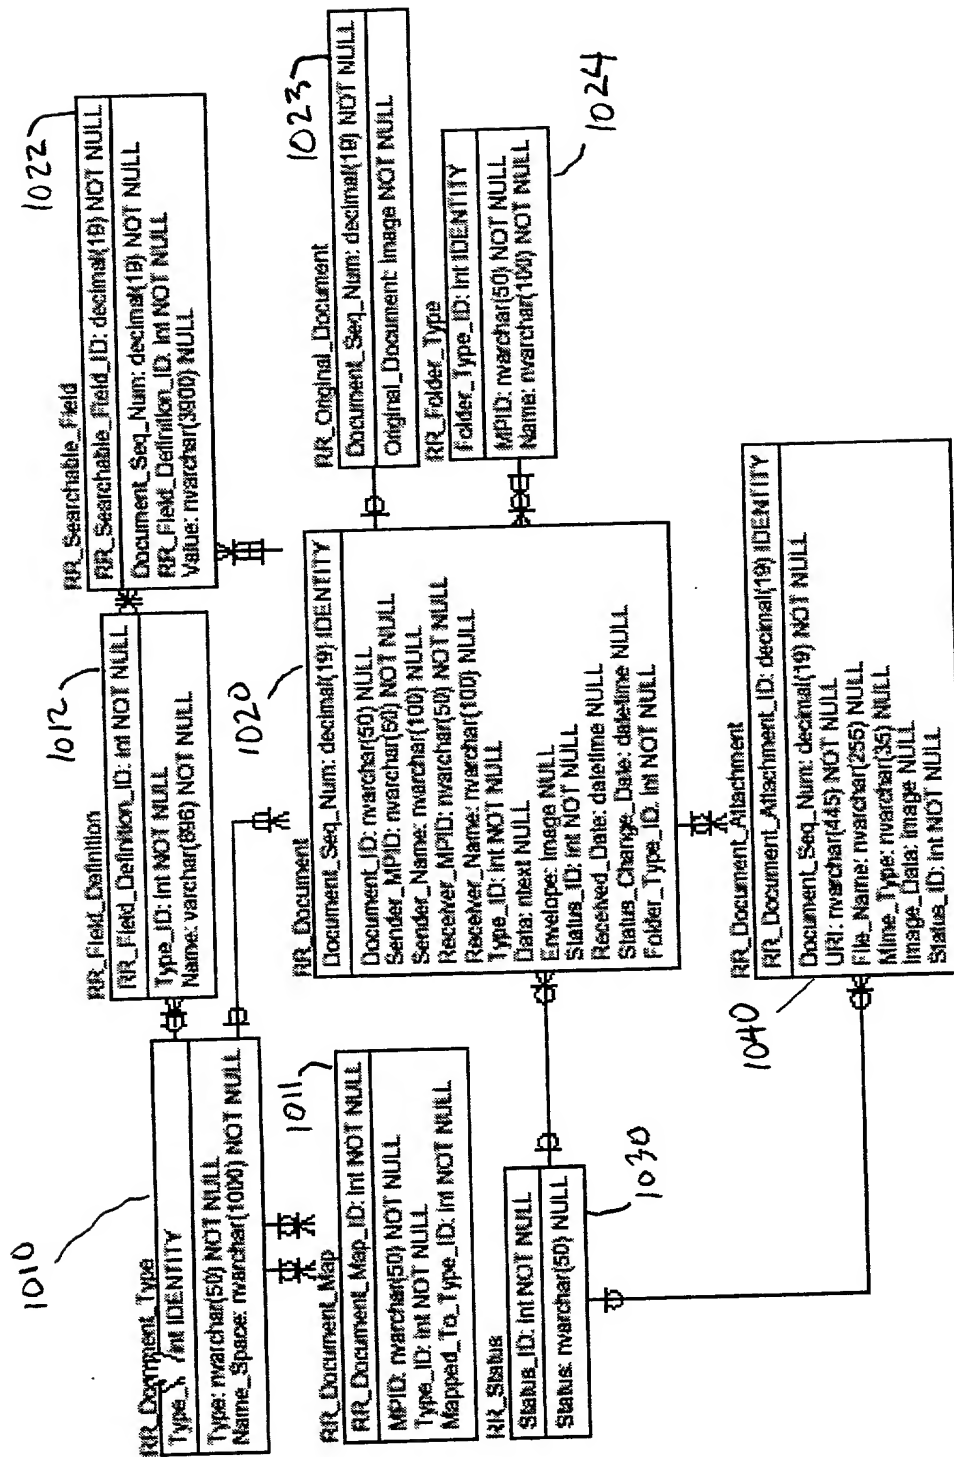 1010
RR_Document_Type
Type_ /int IDENTITY
Type: nvarchar(50) NOT NULL
Name_Space: nvarchar(1000) NOT NULL
1011
RR_Document_Map
RR_Document_Map_ID: int NOT NULL
MPID: nvarchar(50) NOT NULL
Type_ID: int NOT NULL
Mapped_To_Type_ID: int NOT NULL
RR_Status
Status_ID: int NOT NULL
Status: nvarchar(50) NULL
1030
1012
RR_Field_Definition
RR_Field_Definition_ID: int NOT NULL
Type_ID: int NOT NULL
Name: varchar(896) NOT NULL
1020
RR_Document
Document_Seq_Num: decimal(19) IDENTITY
Document_ID: nvarchar(50) NULL
Sender_MPID: nvarchar(50) NOT NULL
Sender_Name: nvarchar(100) NULL
Receiver_MPID: nvarchar(50) NOT NULL
Receiver_Name: nvarchar(100) NULL
Type_ID: int NOT NULL
Data: ntext NULL
Envelope: image NULL
Status_ID: int NOT NULL
Received_Date: datetime NULL
Status_Change_Date: datetime NULL
Folder_Type_ID: int NOT NULL
1040
RR_Document_Attachment
RR_Document_Attachment_ID: decimal(19) IDENTITY
Document_Seq_Num: decimal(19) NOT NULL
URI: nvarchar(445) NOT NULL
File_Name: nvarchar(255) NULL
Mime_Type: nvarchar(35) NULL
Image_Data: image NULL
Status_ID: int NOT NULL
1022
RR_Searchable_Field
RR_Searchable_Field_ID: decimal(19) NOT NULL
Document_Seq_Num: decimal(19) NOT NULL
RR_Field_Definition_ID: int NOT NULL
Value: nvarchar(3900) NULL
1023
RR_Original_Document
Document_Seq_Num: decimal(19) NOT NULL
Original_Document: image NOT NULL
RR_Folder_Type
Folder_Type_ID: int IDENTITY
MPID: nvarchar(50) NOT NULL
Name: nvarchar(100) NOT NULL
1024